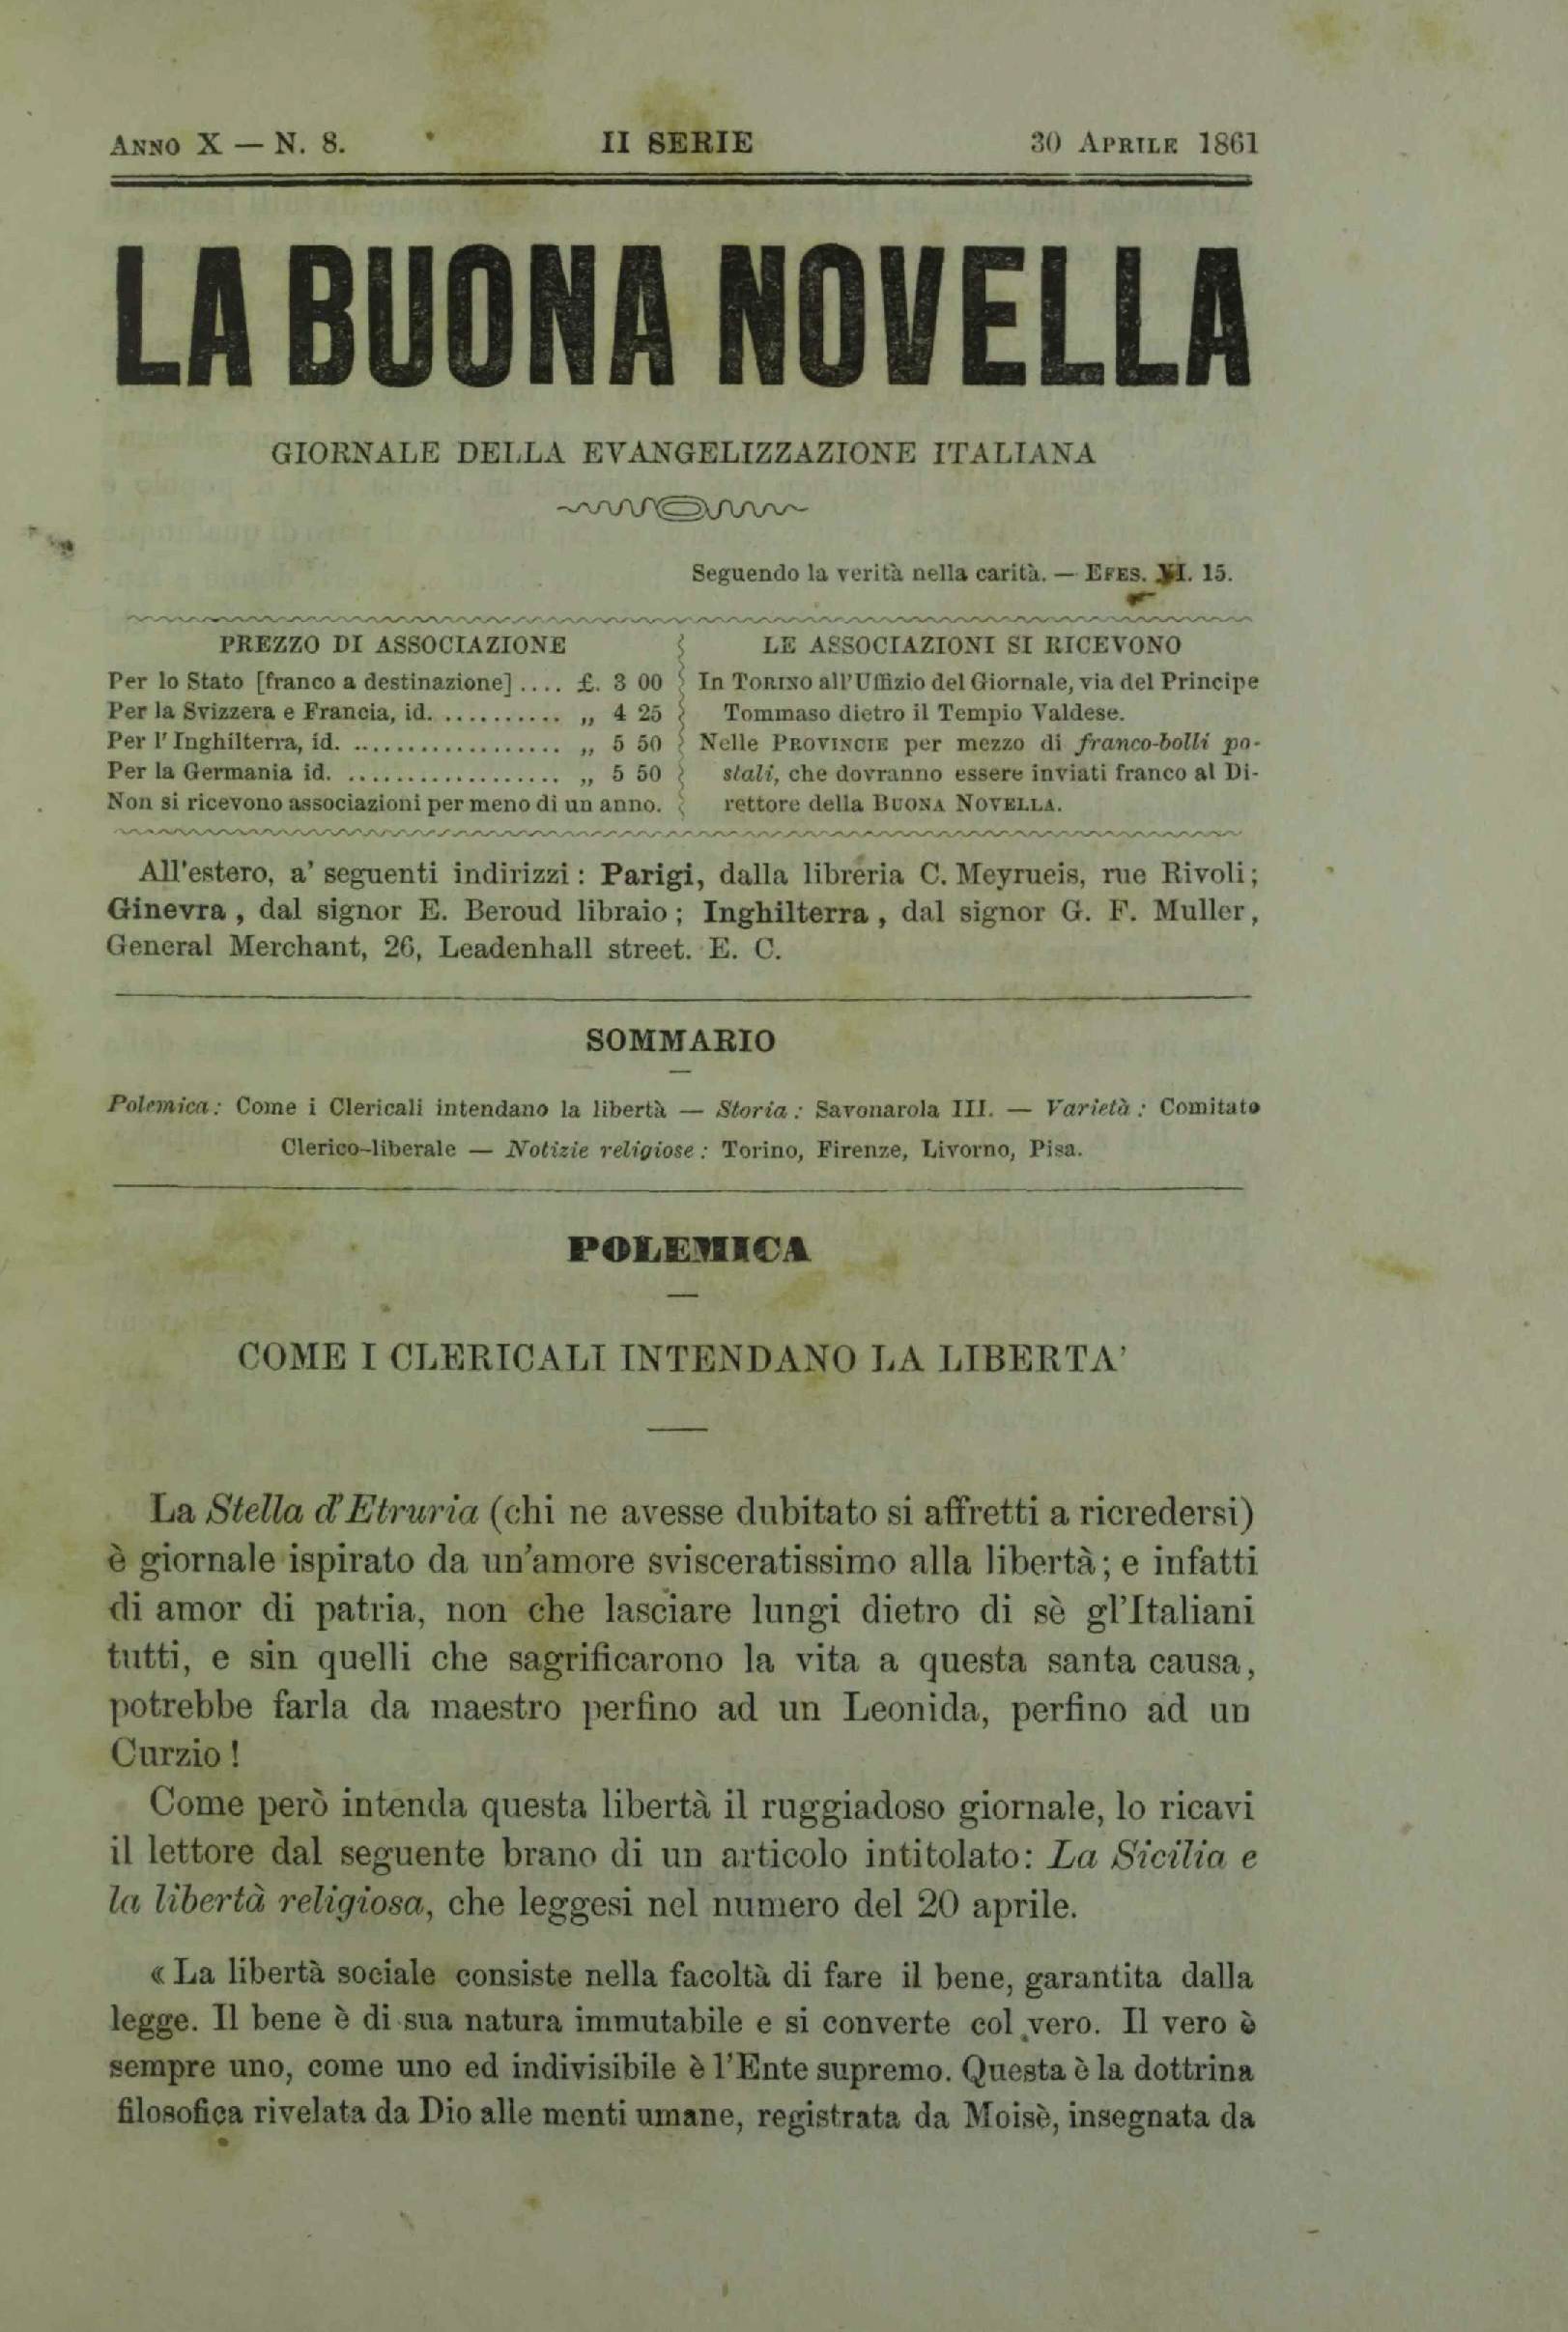 ANNO X — N. 8.
II SERIE
30 APRILE 1861
LA BUONA NOVELLA
GIORNALE DELLA EVANGELIZZAZIONE ITALIANA
Seguendo la verità nella carità. — EFES. I. 15.
PREZZO DI ASSOCIAZIONE
Per lo Stato [franco a destinazione] .... £. 3 00
Per la Svizzera e Francia, id. ........... „ 4 25
Per l'Inghilterra, id. ................... „ 5 50
Per la Germania id. .................. „ 5 50
Non si ricevono associazioni per meno di un anno.
LE ASSOCIAZIONI SI RICEVONO
In TORINO all'Uffizio del Giornale, via del Principe
Tommaso dietro il Tempio Valdese.
Nelle PROVINCIE per mezzo di franco-bolli po-
stali, che dovranno essere inviati franco al Di-
rettore della BUONA NOVELLA.
All'estero, a' seguenti indirizzi : Parigi, dalla libreria C. Meyrueis, rue Rivoli;
Ginevra, dal signor E. Beroud libraio ; Inghilterra, dal signor G. F. Muller,
General Merchant, 26, Leadenhall street. E. C.
SOMMARIO
Polemica : Come i Clericali intendano la libertà — Storia : Savonarola III. — Varietà : Comitato
Clerico-liberale — Notizie religiose : Torino, Firenze, Livorno, Pisa.
POLEMICA
COME I CLERICALI INTENDANO LA LIBERTA'
La Stella d'Etruria (chi ne avesse dubitato si affretti a ricredersi)
è giornale ispirato da un'amore svisceratissimo alla libertà; e infatti
di amor di patria, non che lasciare lungi dietro di sè gl'Italiani
tutti, e sin quelli che sagrificarono la vita a questa santa causa,
potrebbe farla da maestro perfino ad un Leonida, perfino ad un
Curzio !
Come però intenda questa libertà il ruggiadoso giornale, lo ricavi
il lettore dal seguente brano di un articolo intitolato: La Sicilia e
la libertà religiosa, che leggesi nel numero del 20 aprile.
« La libertà sociale consiste nella facoltà di fare il bene, garantita dalla
legge. Il bene è di sua natura immutabile e si converte col vero. Il vero è
sempre uno, come uno ed indivisibile è l'Ente supremo. Questa è la dottrina
filosofica rivelata da Dio alle menti umane, registrata da Moisè, insegnata da